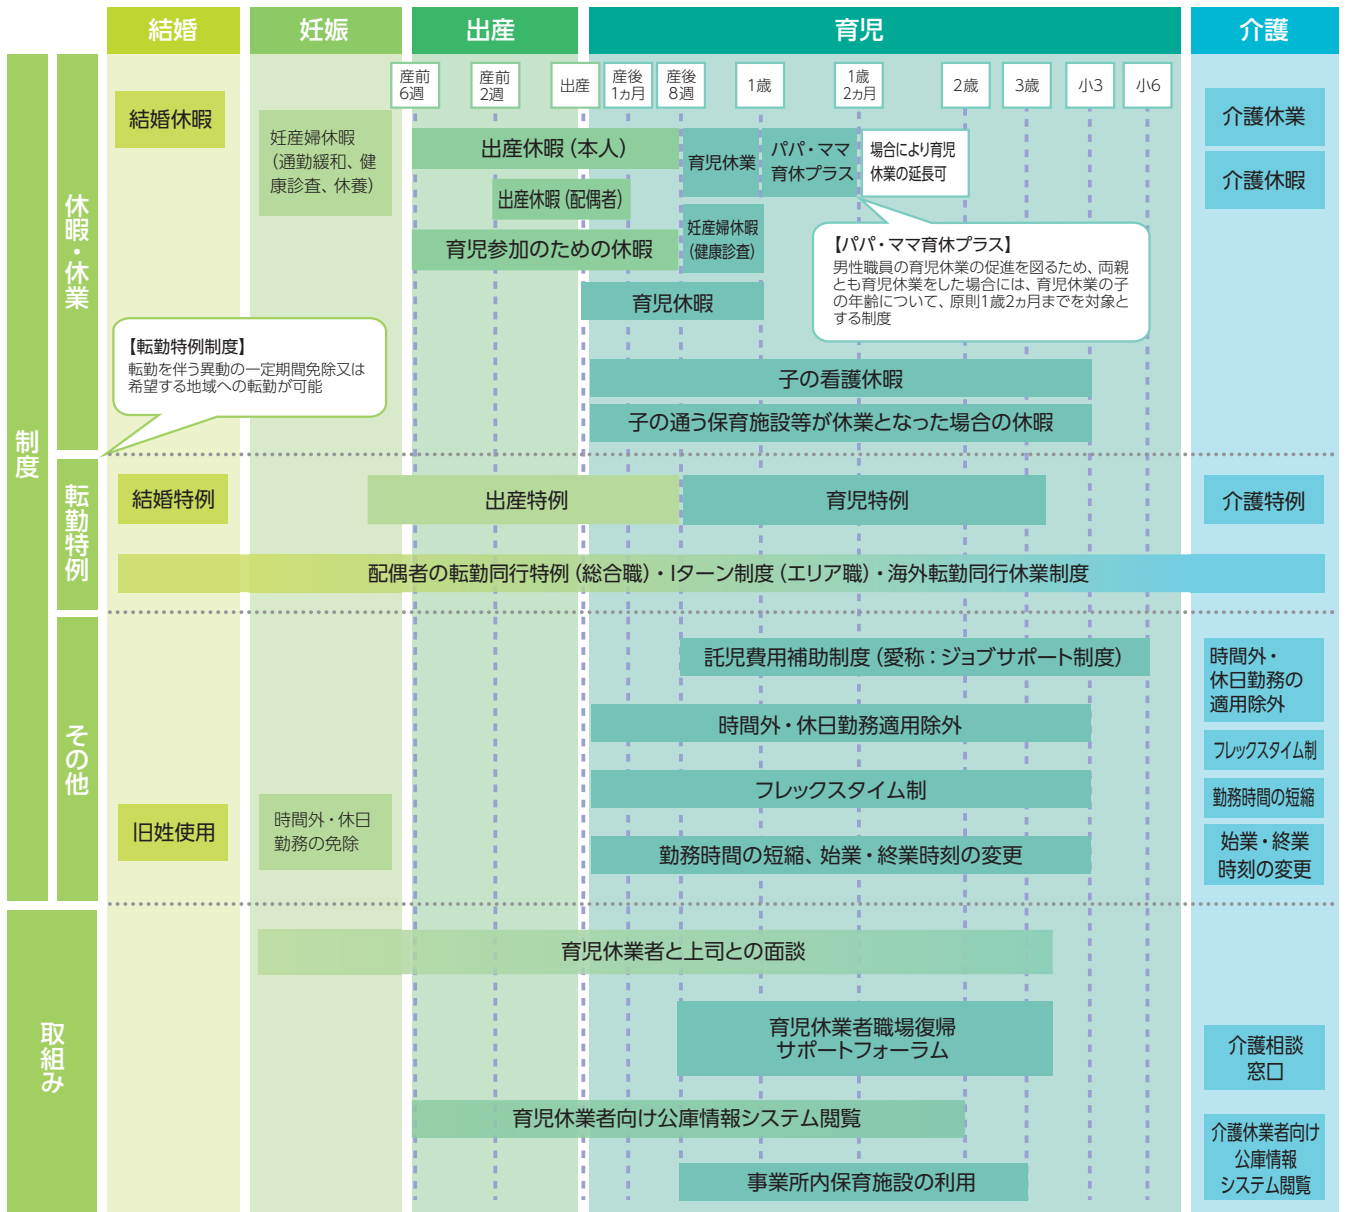 結婚
妊娠
出産
育児
介護
産前
6週
産前
2週
出産
産後
1ヵ月
産後
8週
1歳
1歳
2ヵ月
2歳
3歳
小3
小6
制度
休暇・休業
結婚休暇
妊産婦休暇
（通勤緩和、健
康診査、休養）
出産休暇（本人）
出産休暇（配偶者）
育児参加のための休暇
育児休業
パパ・ママ
育休プラス
場合により育児
休業の延長可
妊産婦休暇
（健康診査）
育児休暇
【パパ・ママ育休プラス】
男性職員の育児休業の促進を図るため、両親
とも育児休業をした場合には、育児休業の子
の年齢について、原則1歳2ヵ月までを対象と
する制度
子の看護休暇
子の通う保育施設等が休業となった場合の休暇
介護休業
介護休暇
【転勤特例制度】
転勤を伴う異動の一定期間免除又は
希望する地域への転勤が可能
転勤特例
結婚特例
出産特例
育児特例
介護特例
配偶者の転勤同行特例（総合職）・Iターン制度（エリア職）・海外転勤同行休業制度
その他
旧姓使用
時間外・休日
勤務の免除
託児費用補助制度（愛称：ジョブサポート制度）
時間外・休日勤務適用除外
フレックスタイム制
勤務時間の短縮、始業・終業時刻の変更
時間外・
休日勤務の
適用除外
フレックスタイム制
勤務時間の短縮
始業・終業
時刻の変更
取組み
育児休業者と上司との面談
育児休業者職場復帰
サポートフォーラム
育児休業者向け公庫情報システム閲覧
事業所内保育施設の利用
介護相談
窓口
介護休業者向け
公庫情報
システム閲覧